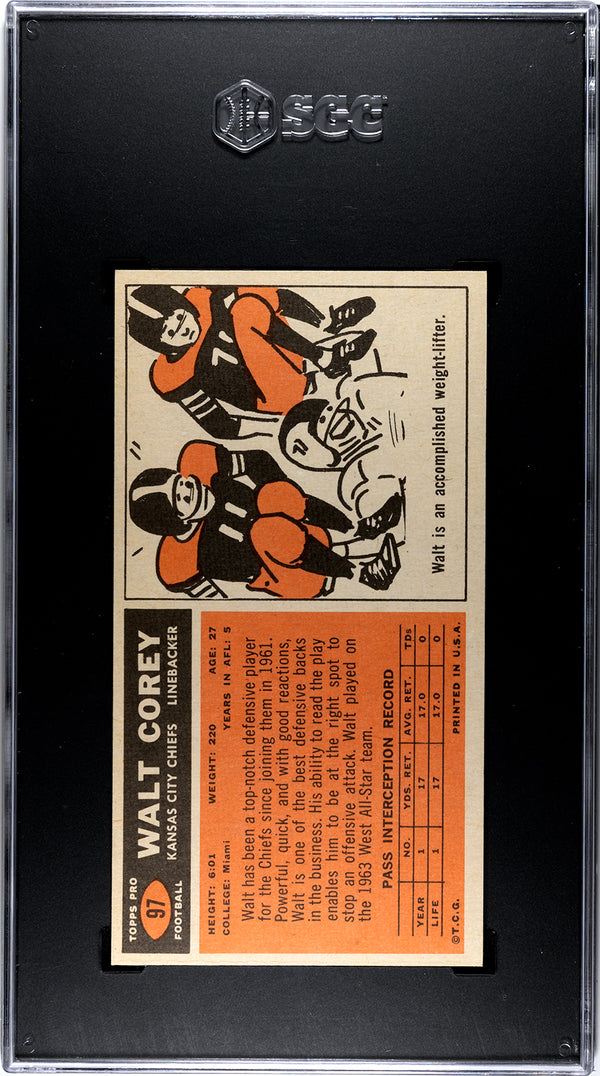 SGC
TOPPS PRO
97
FOOTBALL
WALT COREY
KANSAS CITY CHIEFS LINEBACKER
HEIGHT: 6:01 WEIGHT: 220 AGE: 27
COLLEGE: Miami YEARS IN AFL: 5
Walt has been a top-notch defensive player
for the Chiefs since joining them in 1961.
Powerful, quick, and with good reactions,
Walt is one of the best defensive backs
in the business. His ability to read the play
enables him to be at the right spot to
stop an offensive attack. Walt played on
the 1963 West All-Star team.
PASS INTERCEPTION RECORD
NO. YDS. RET. AVG. RET. TDs
YEAR 1 17 17.0 0
LIFE 1 17 17.0 0
©T.C.G. PRINTED IN U.S.A.
Walt is an accomplished weight-lifter.